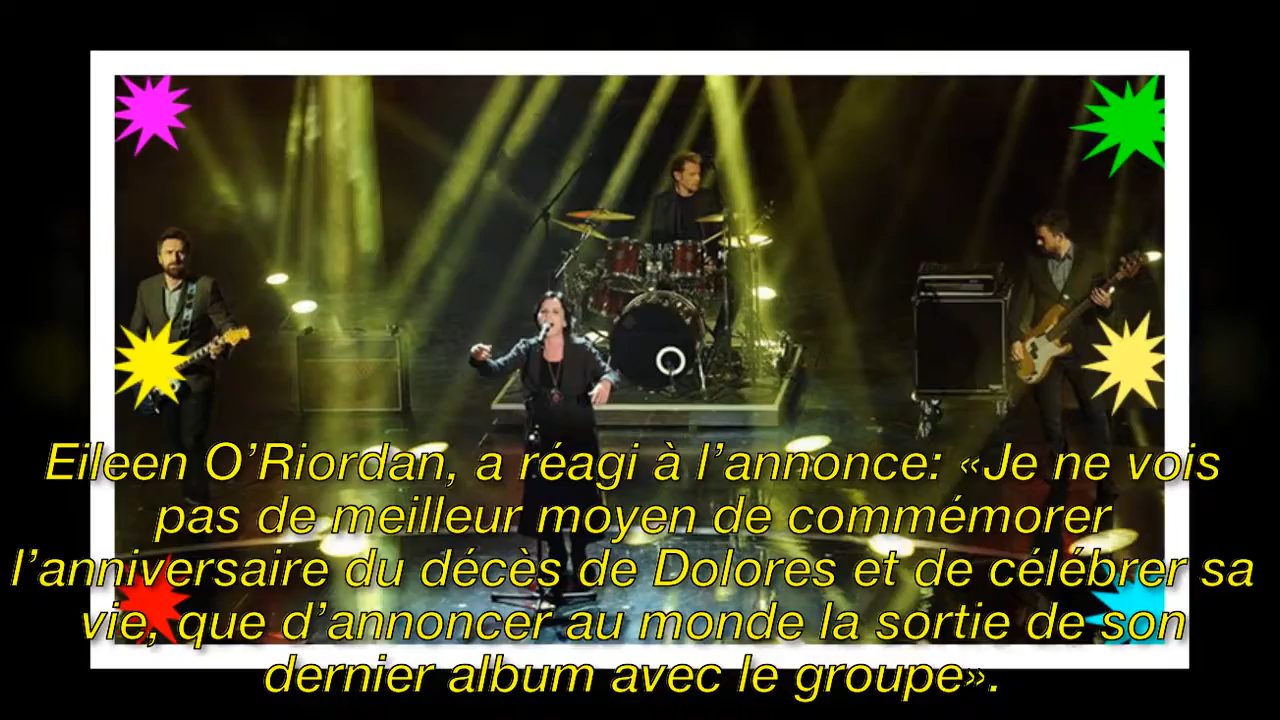 Eileen O’Riordan, a réagi à l’annonce: «Je ne vois
pas de meilleur moyen de commémorer
l’anniversaire du décès de Dolores et de célébrer sa
vie, que d’annoncer au monde la sortie de son
dernier album avec le groupe».